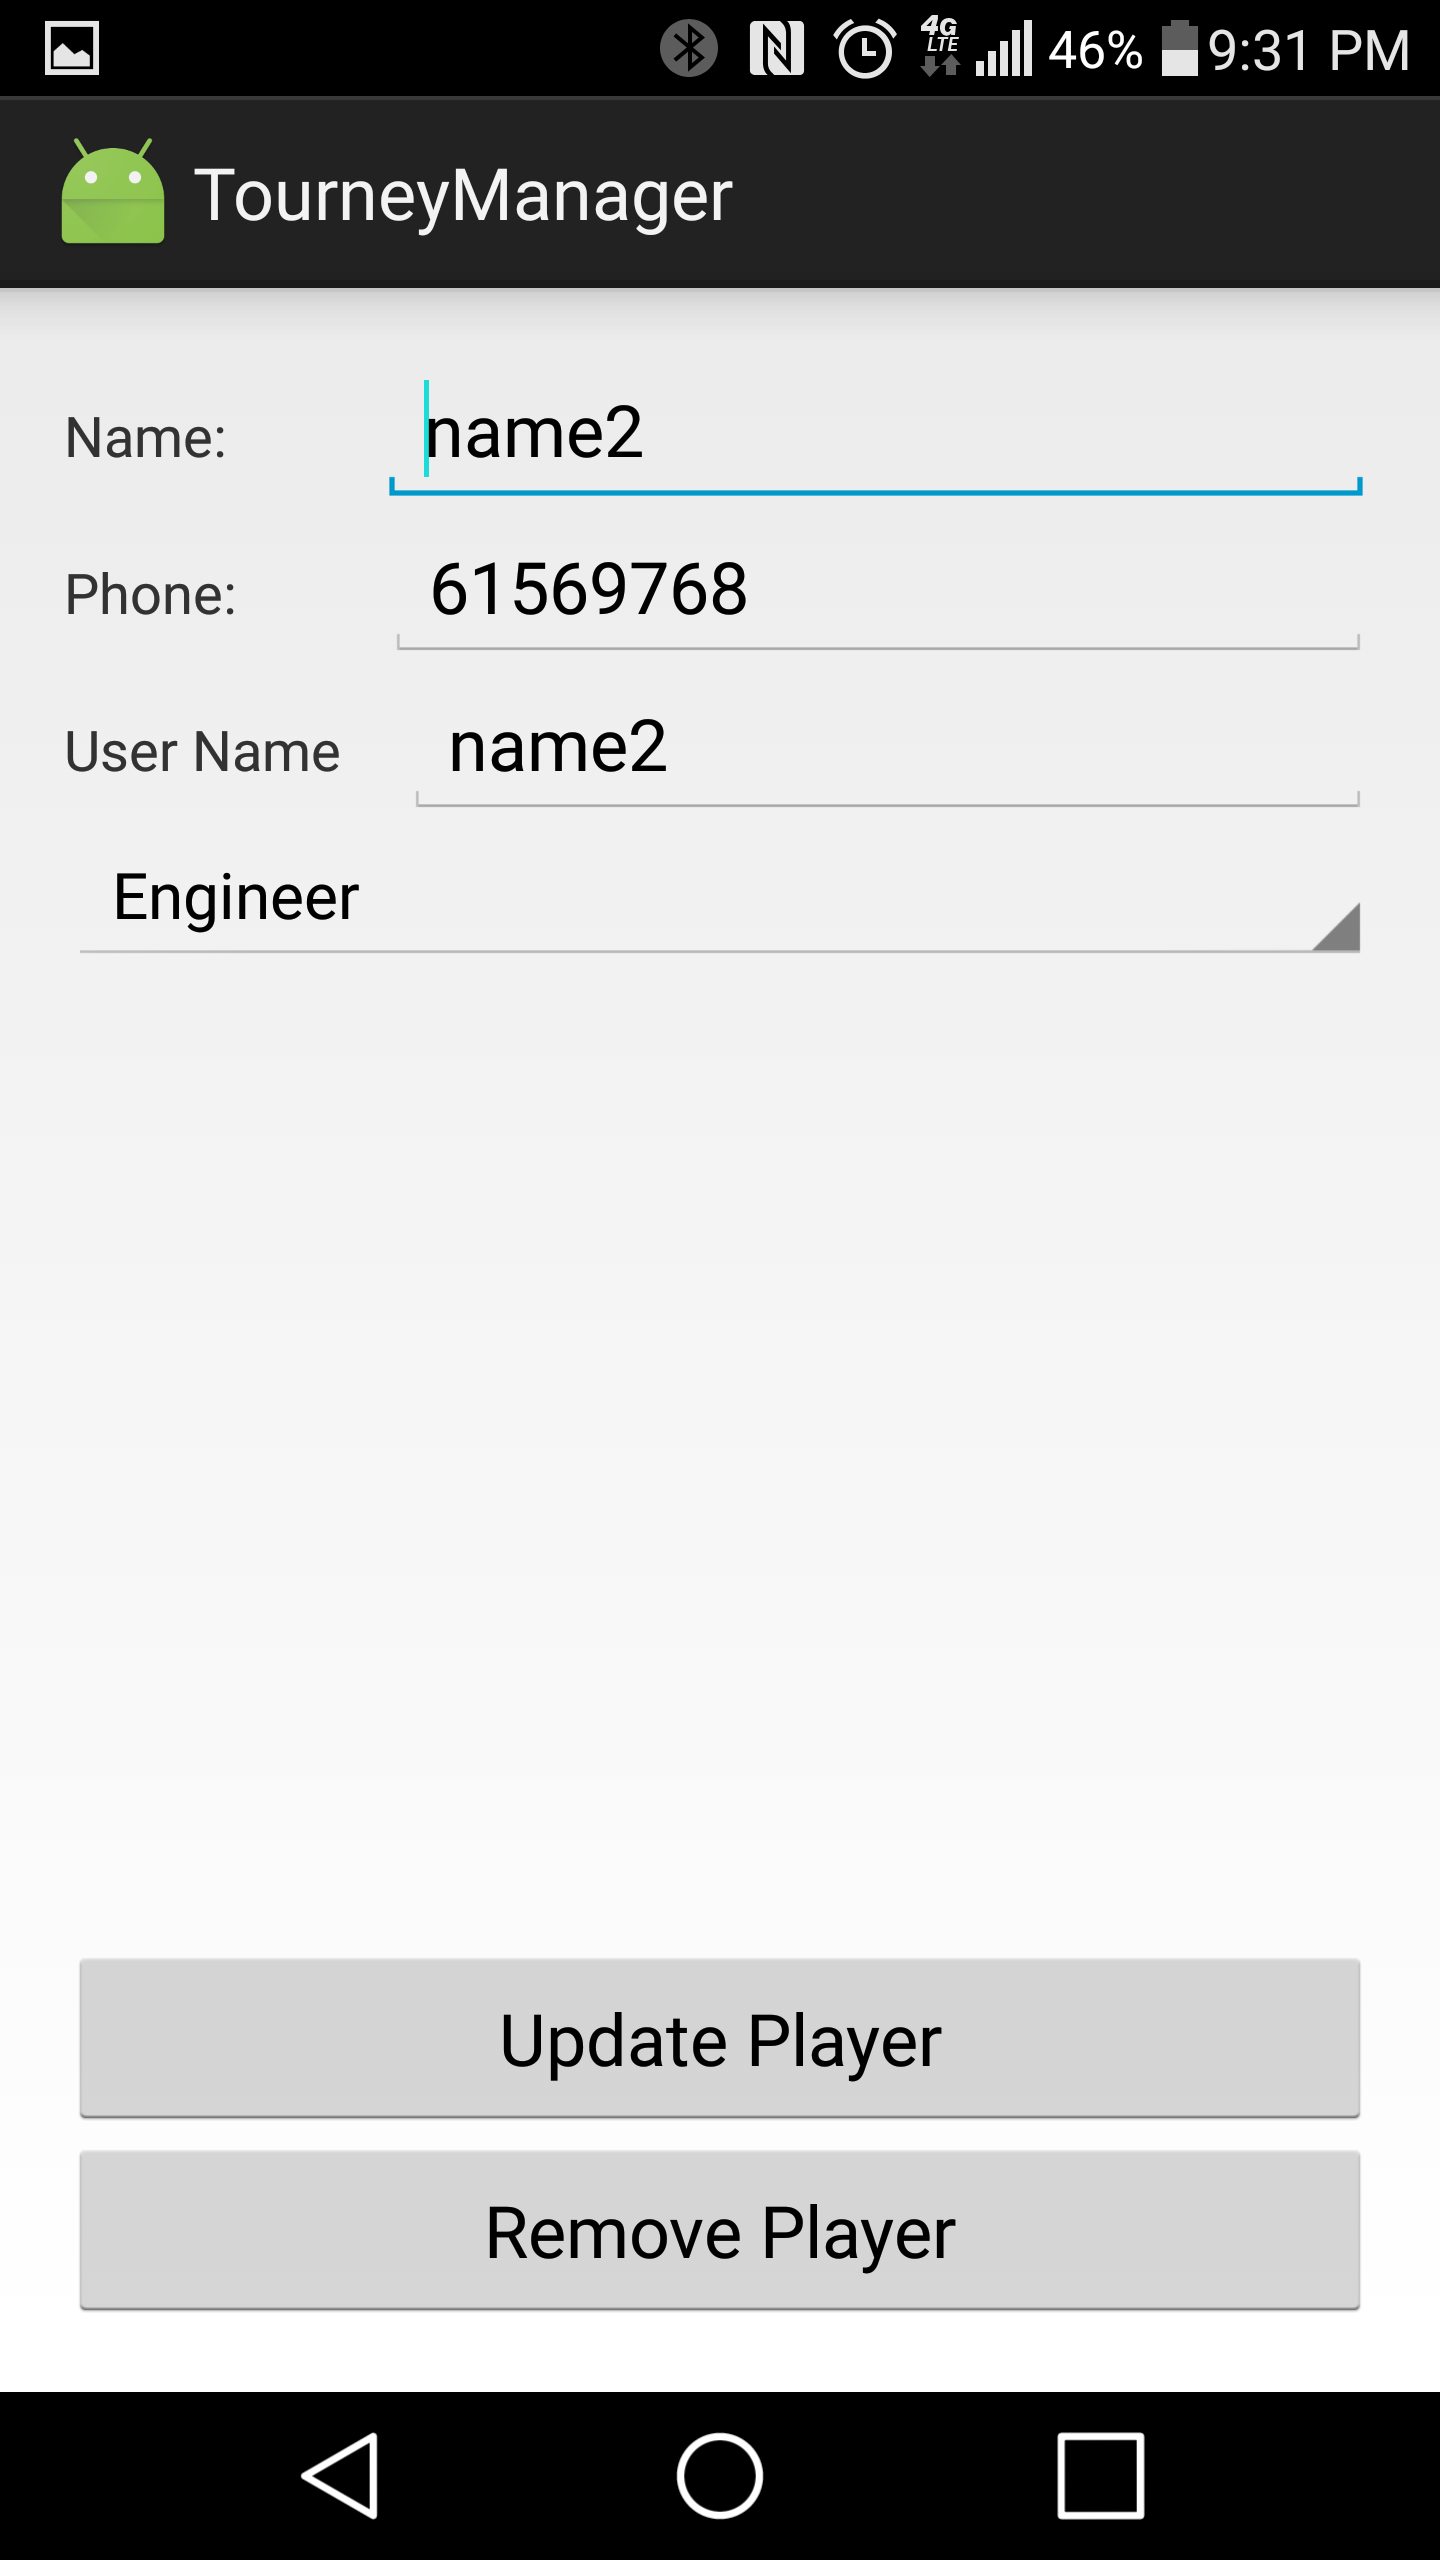 4G LTE 46% 9:31 PM
TourneyManager
Name: name2
Phone: 61569768
User Name name2
Engineer
Update Player
Remove Player